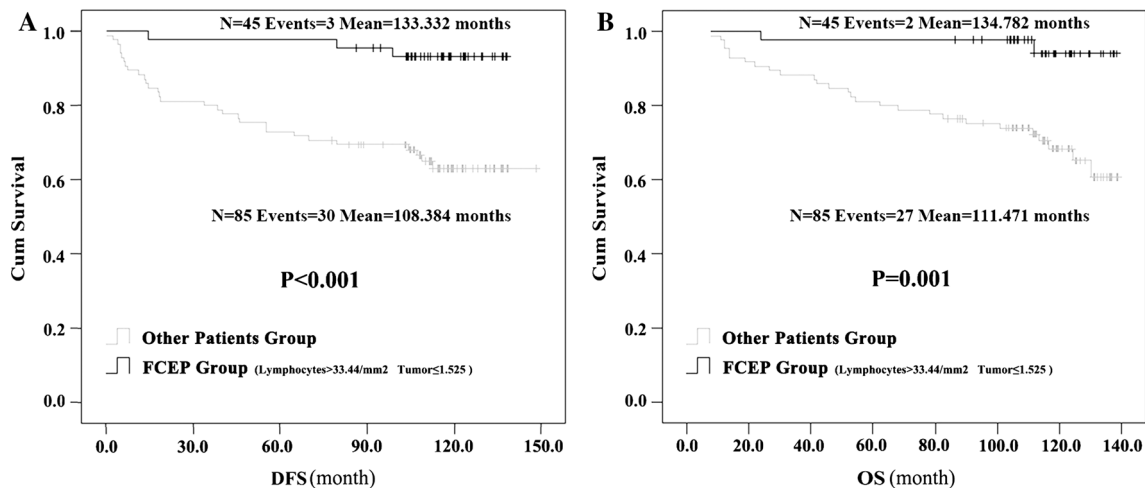 A
N=45 Events=3 Mean=133.332 months
1.0
0.8
0.6
0.4
0.2
0.0
Cum Survival
N=85 Events=30 Mean=108.384 months
P<0.001
Other Patients Group
FCEP Group (Lymphocytes>33.44/mm2 Tumor≤1.525 )
0.0 30.0 60.0 90.0 120.0 150.0
DFS (month)
B
N=45 Events=2 Mean=134.782 months
1.0
0.8
0.6
0.4
0.2
0.0
Cum Survival
N=85 Events=27 Mean=111.471 months
P=0.001
Other Patients Group
FCEP Group (Lymphocytes>33.44/mm2 Tumor≤1.525 )
0.0 20.0 40.0 60.0 80.0 100.0 120.0 140.0
OS (month)